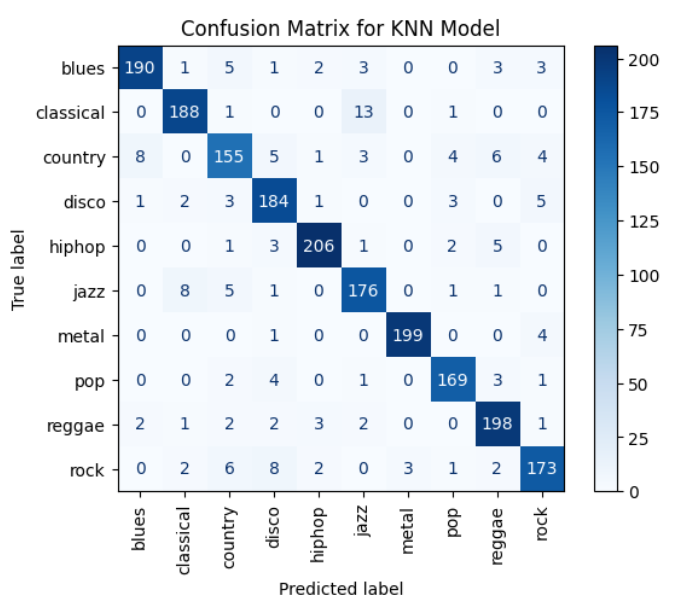 Confusion Matrix for KNN Model
blues 190 1 5 1 2 3 0 0 3 3 200
classical 0 188 1 0 0 13 0 1 0 0 175
country 8 0 155 5 1 3 0 4 6 4 150
disco 1 2 3 184 1 0 0 3 0 5 125
hiphop 0 0 1 3 206 1 0 2 5 0
jazz 0 8 5 1 0 176 0 1 1 0 100
metal 0 0 0 1 0 0 199 0 0 4 75
pop 0 0 2 4 0 1 0 169 3 1 50
reggae 2 1 2 2 3 2 0 0 198 1 25
rock 0 2 6 8 2 0 3 1 2 173 0
True label
blues classical country disco hiphop jazz metal pop reggae rock
Predicted label